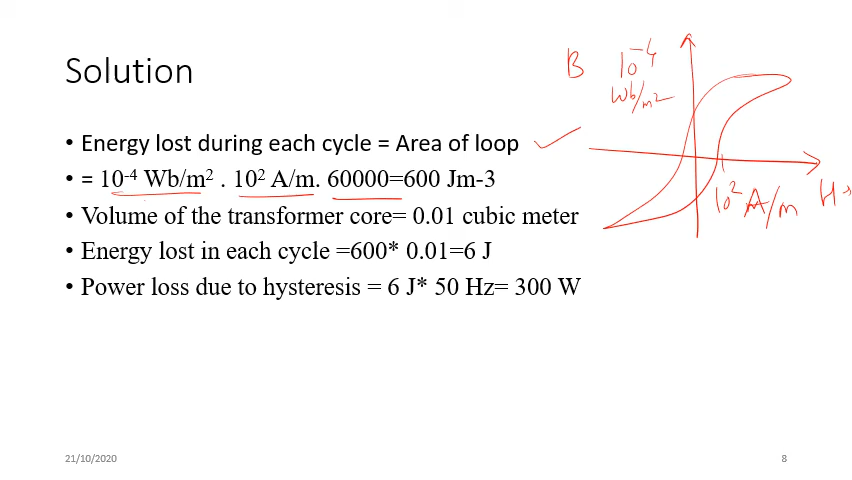 Solution
• Energy lost during each cycle = Area of loop
• = 10⁻⁴ Wb/m² . 10² A/m. 60000=600 Jm-3
• Volume of the transformer core= 0.01 cubic meter
• Energy lost in each cycle =600* 0.01=6 J
• Power loss due to hysteresis = 6 J* 50 Hz= 300 W
B 10⁻⁴
Wb/m²
10² A/m H →
21/10/2020
8